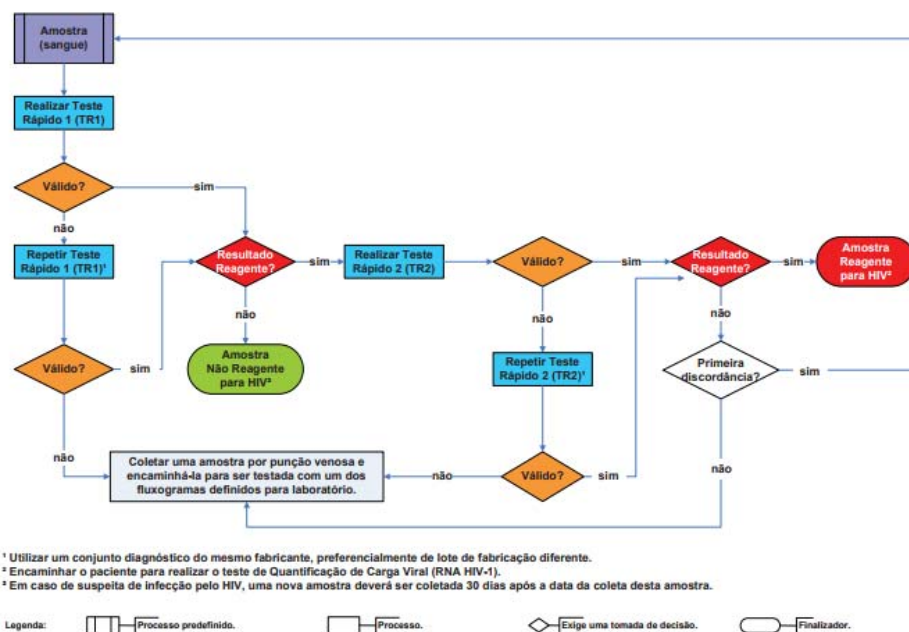 Amostra
(sangue)
Realizar Teste
Rápido 1 (TR1)
Válido?
sim
não
Repetir Teste
Rápido 1 (TR1)¹
Resultado
Reagente?
sim
Realizar Teste
Rápido 2 (TR2)
Válido?
sim
Resultado
Reagente?
sim
Amostra
Reagente
para HIV²
não
não
não
Válido?
sim
Amostra
Não Reagente
para HIV³
Repetir Teste
Rápido 2 (TR2)¹
Primeira
discordância?
sim
não
Coletar uma amostra por punção venosa e
encaminhá-la para ser testada com um dos
fluxogramas definidos para laboratório.
não
Válido?
sim
não
¹ Utilizar um conjunto diagnóstico do mesmo fabricante, preferencialmente de lote de fabricação diferente.
² Encaminhar o paciente para realizar o teste de Quantificação de Carga Viral (RNA HIV-1).
³ Em caso de suspeita de infecção pelo HIV, uma nova amostra deverá ser coletada 30 dias após a data da coleta desta amostra.
Legenda:
Processo predefinido.
Processo.
Exige uma tomada de decisão.
Finalizador.